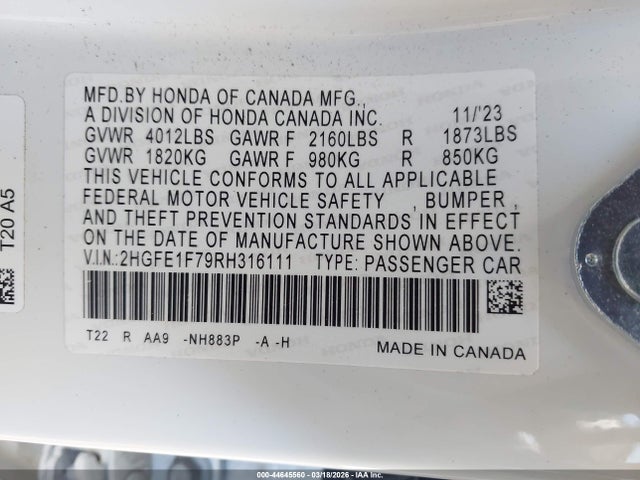 MFD.BY HONDA OF CANADA MFG.,
A DIVISION OF HONDA CANADA INC. 11/'23
GVWR 4012LBS GAWR F 2160LBS R 1873LBS
GVWR 1820KG GAWR F 980KG R 850KG
THIS VEHICLE CONFORMS TO ALL APPLICABLE
FEDERAL MOTOR VEHICLE SAFETY , BUMPER ,
AND THEFT PREVENTION STANDARDS IN EFFECT
ON THE DATE OF MANUFACTURE SHOWN ABOVE.
V.I.N: 2HGFE1F79RH316111 TYPE: PASSENGER CAR
T22 R AA9 -NH883P -A -H
MADE IN CANADA
T20 A5
000-44645560 - 03/18/2026 - IAA Inc.